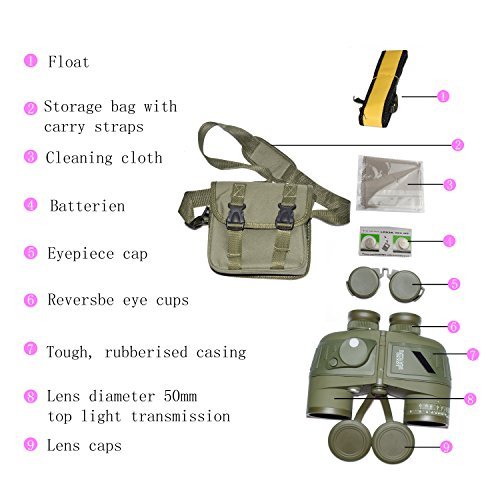 1 Float
2 Storage bag with
carry straps
3 Cleaning cloth
4 Batterien
5 Eyepiece cap
6 Reversbe eye cups
7 Tough, rubberised casing
8 Lens diameter 50mm
top light transmission
9 Lens caps
1
2
3
4
5
6
7
8
9